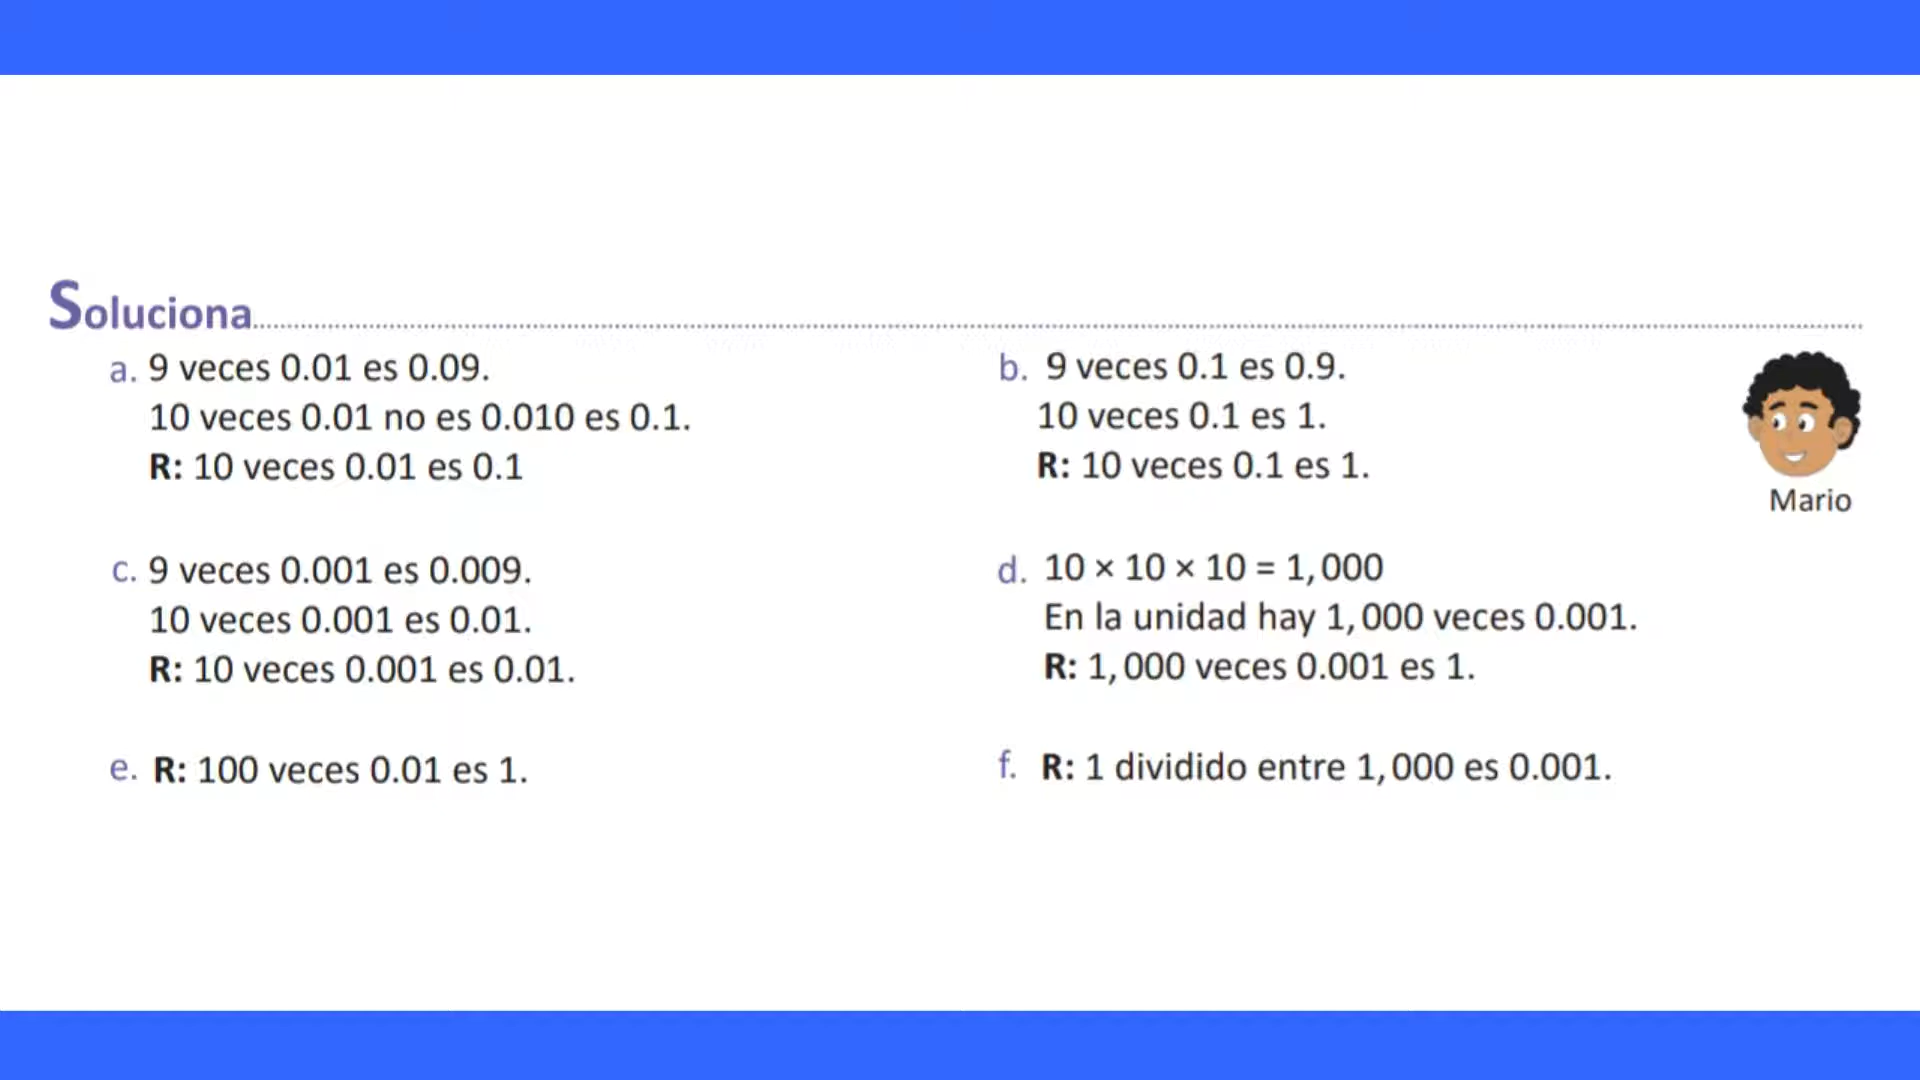 Soluciona
a. 9 veces 0.01 es 0.09.
10 veces 0.01 no es 0.010 es 0.1.
R: 10 veces 0.01 es 0.1
b. 9 veces 0.1 es 0.9.
10 veces 0.1 es 1.
R: 10 veces 0.1 es 1.
Mario
c. 9 veces 0.001 es 0.009.
10 veces 0.001 es 0.01.
R: 10 veces 0.001 es 0.01.
d. 10 × 10 × 10 = 1,000
En la unidad hay 1,000 veces 0.001.
R: 1,000 veces 0.001 es 1.
e. R: 100 veces 0.01 es 1.
f. R: 1 dividido entre 1,000 es 0.001.